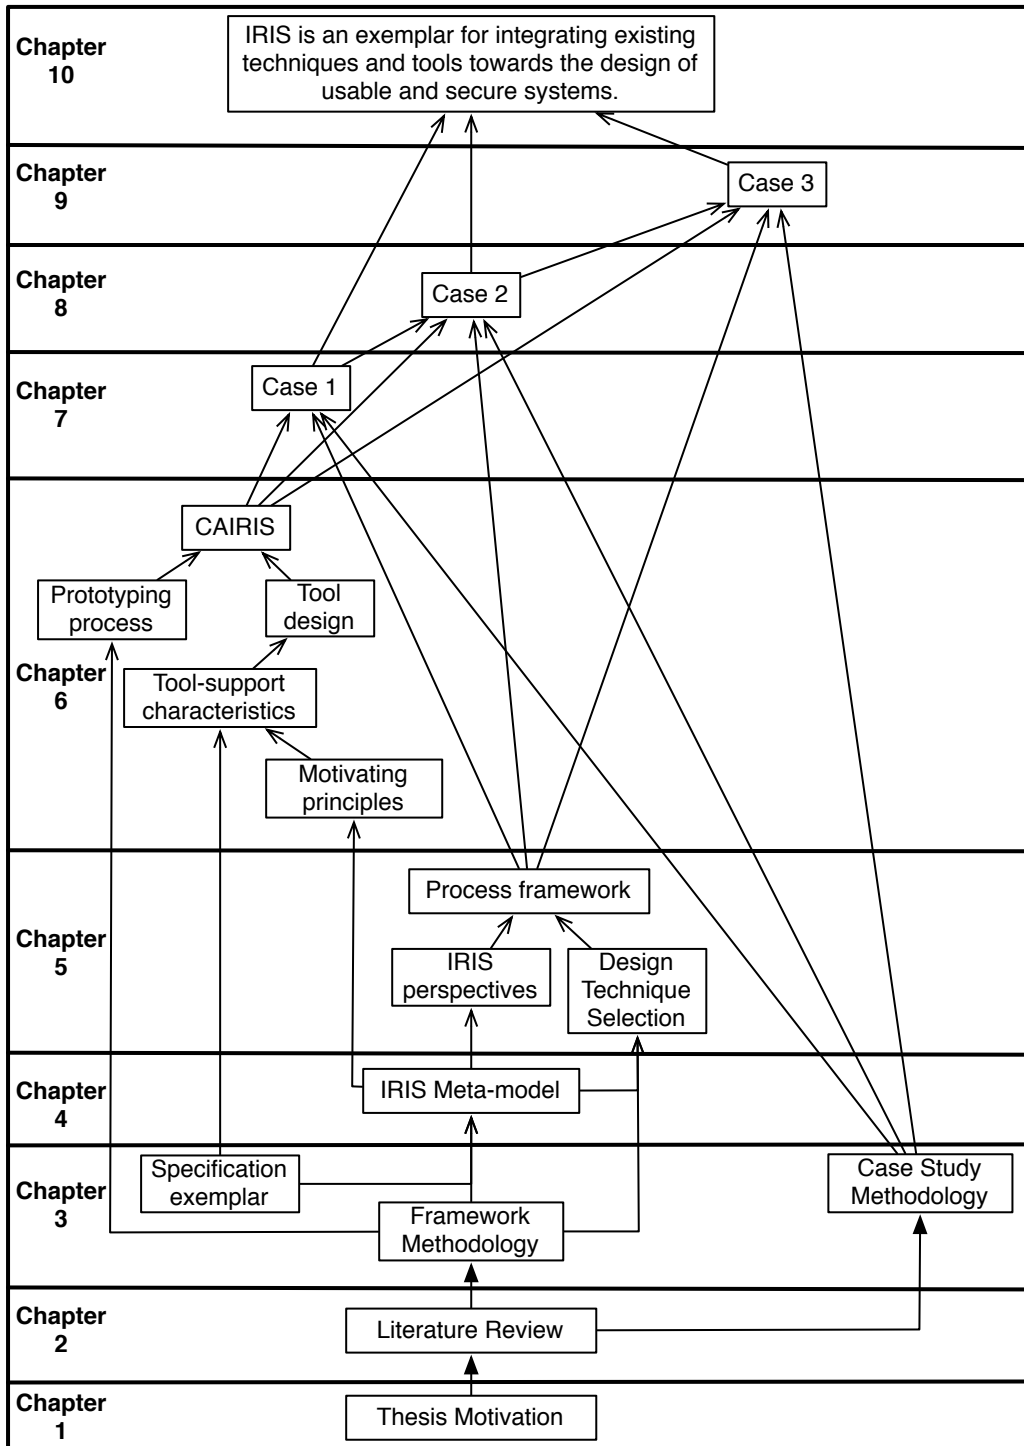 Chapter
10
IRIS is an exemplar for integrating existing
techniques and tools towards the design of
usable and secure systems.
Chapter
9
Case 3
Chapter
8
Case 2
Chapter
7
Case 1
Chapter
6
CAIRIS
Prototyping
process
Tool
design
Tool-support
characteristics
Motivating
principles
Chapter
5
Process framework
IRIS
perspectives
Design
Technique
Selection
Chapter
4
IRIS Meta-model
Chapter
3
Specification
exemplar
Framework
Methodology
Case Study
Methodology
Chapter
2
Literature Review
Chapter
1
Thesis Motivation